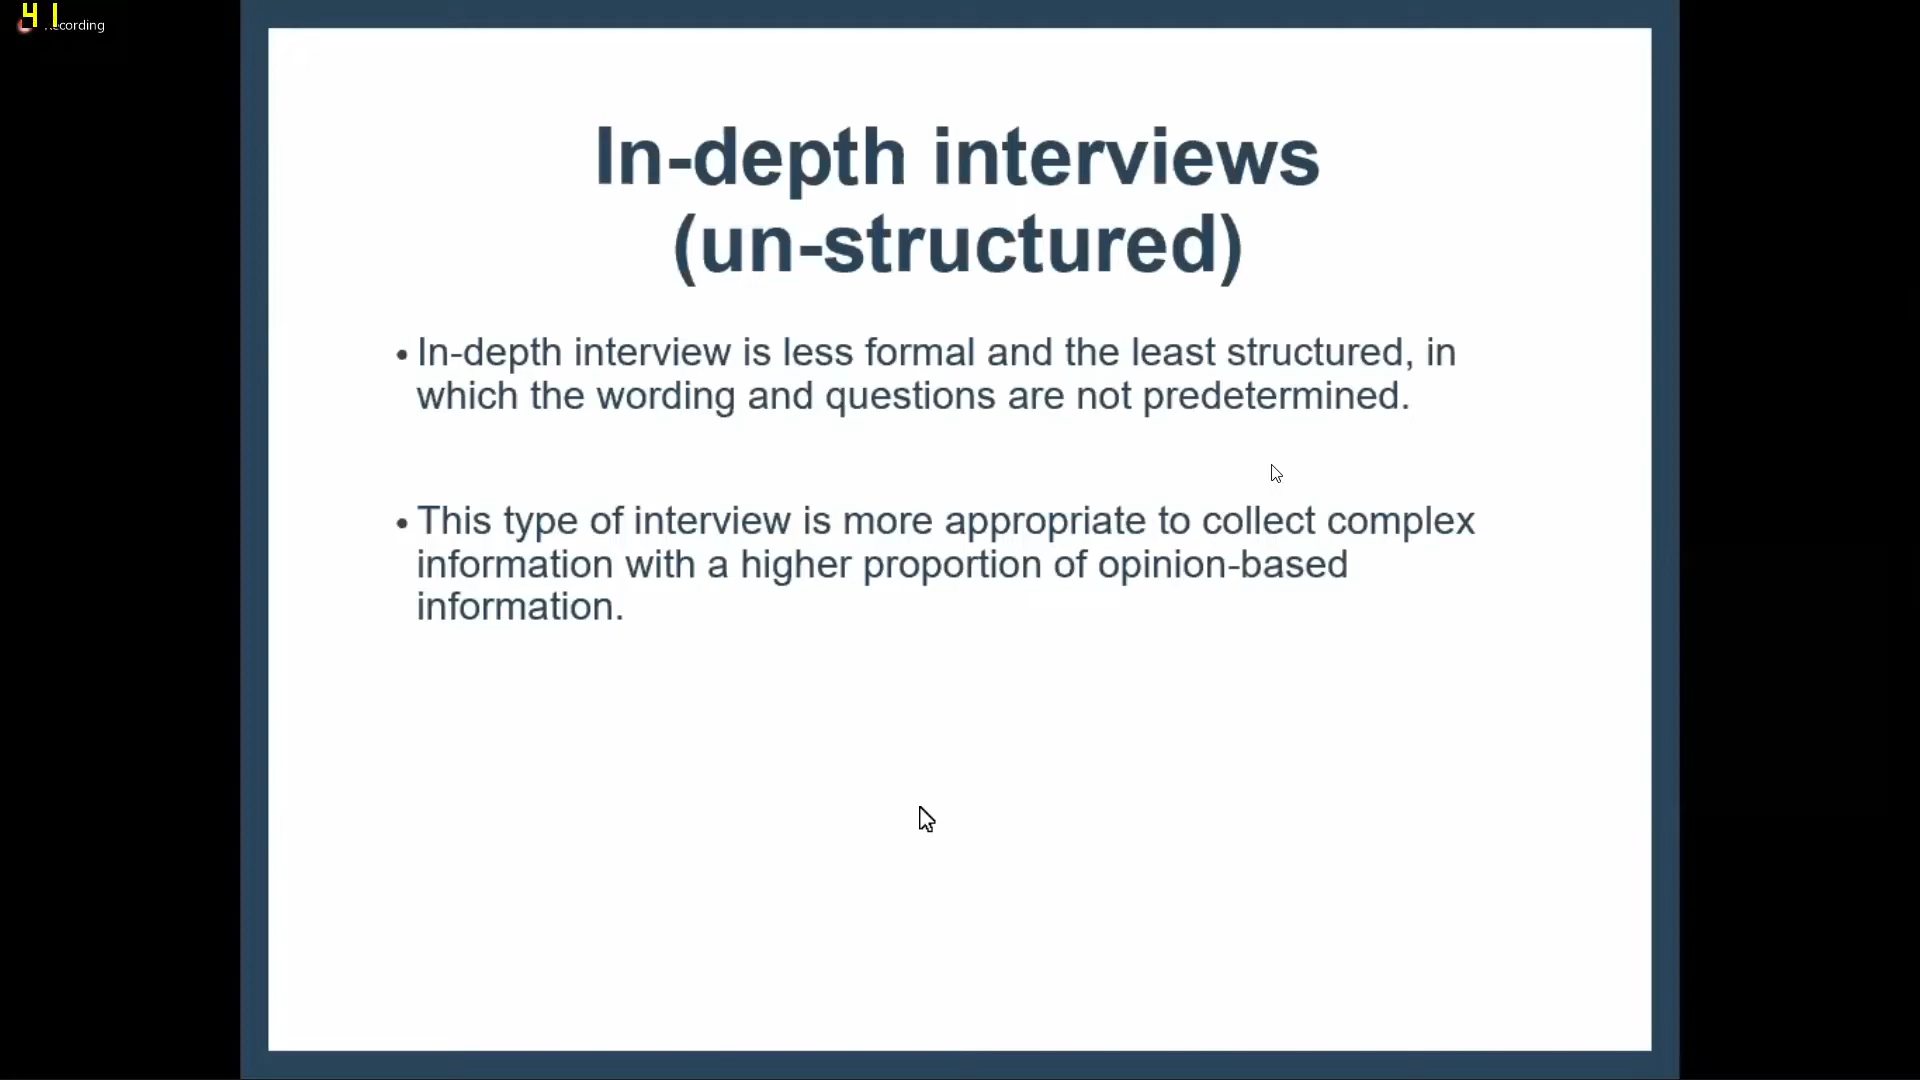 41
Recording
In-depth interviews
(un-structured)
• In-depth interview is less formal and the least structured, in
which the wording and questions are not predetermined.
• This type of interview is more appropriate to collect complex
information with a higher proportion of opinion-based
information.